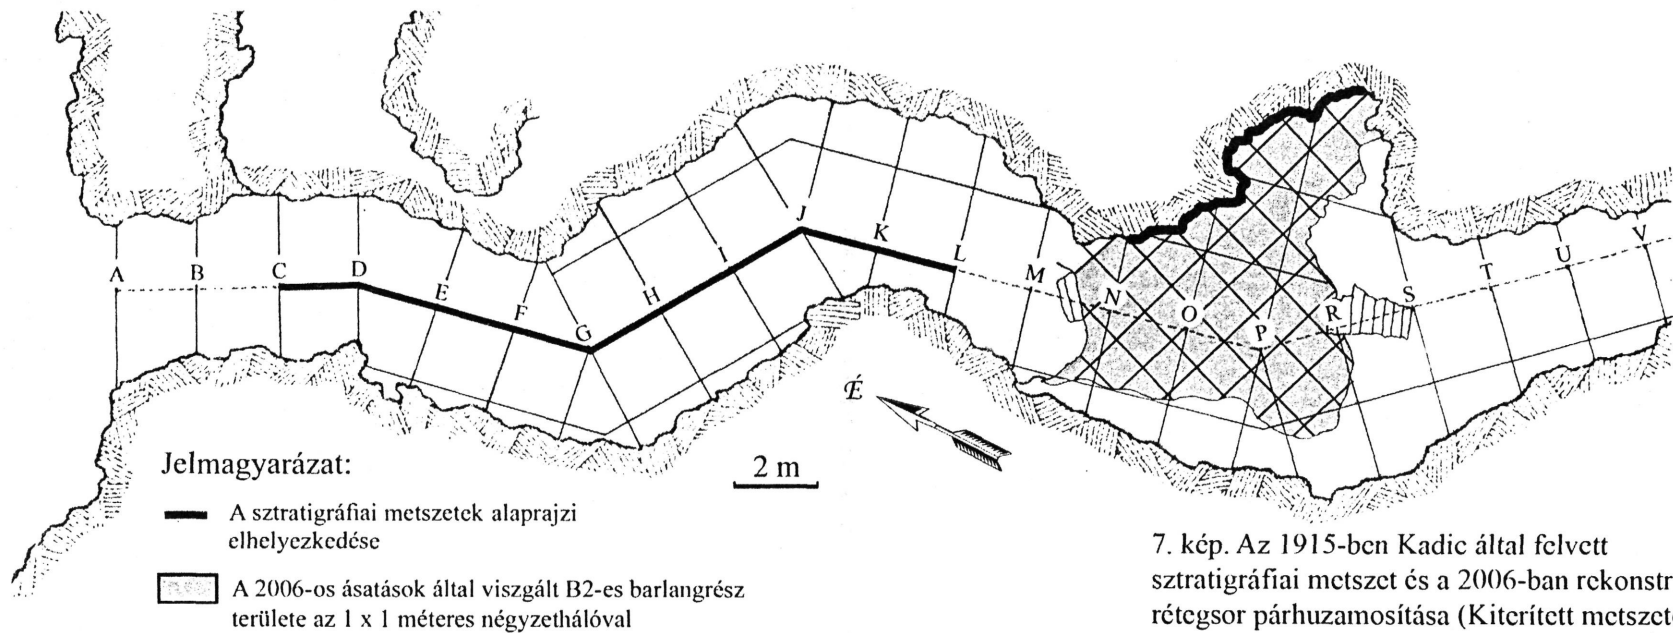 A B C D E F G H I J K L M N O P R S T U V
É
2 m
Jelmagyarázat:
A sztratigráfiai metszetek alaprajzi
elhelyezkedése
A 2006-os ásatások által viszgált B2-es barlangrész
területe az 1 x 1 méteres négyzethálóval
7. kép. Az 1915-ben Kadic által felvett
sztratigráfiai metszet és a 2006-ban rekonstr
rétegsor párhuzamosítása (Kiterített metszet